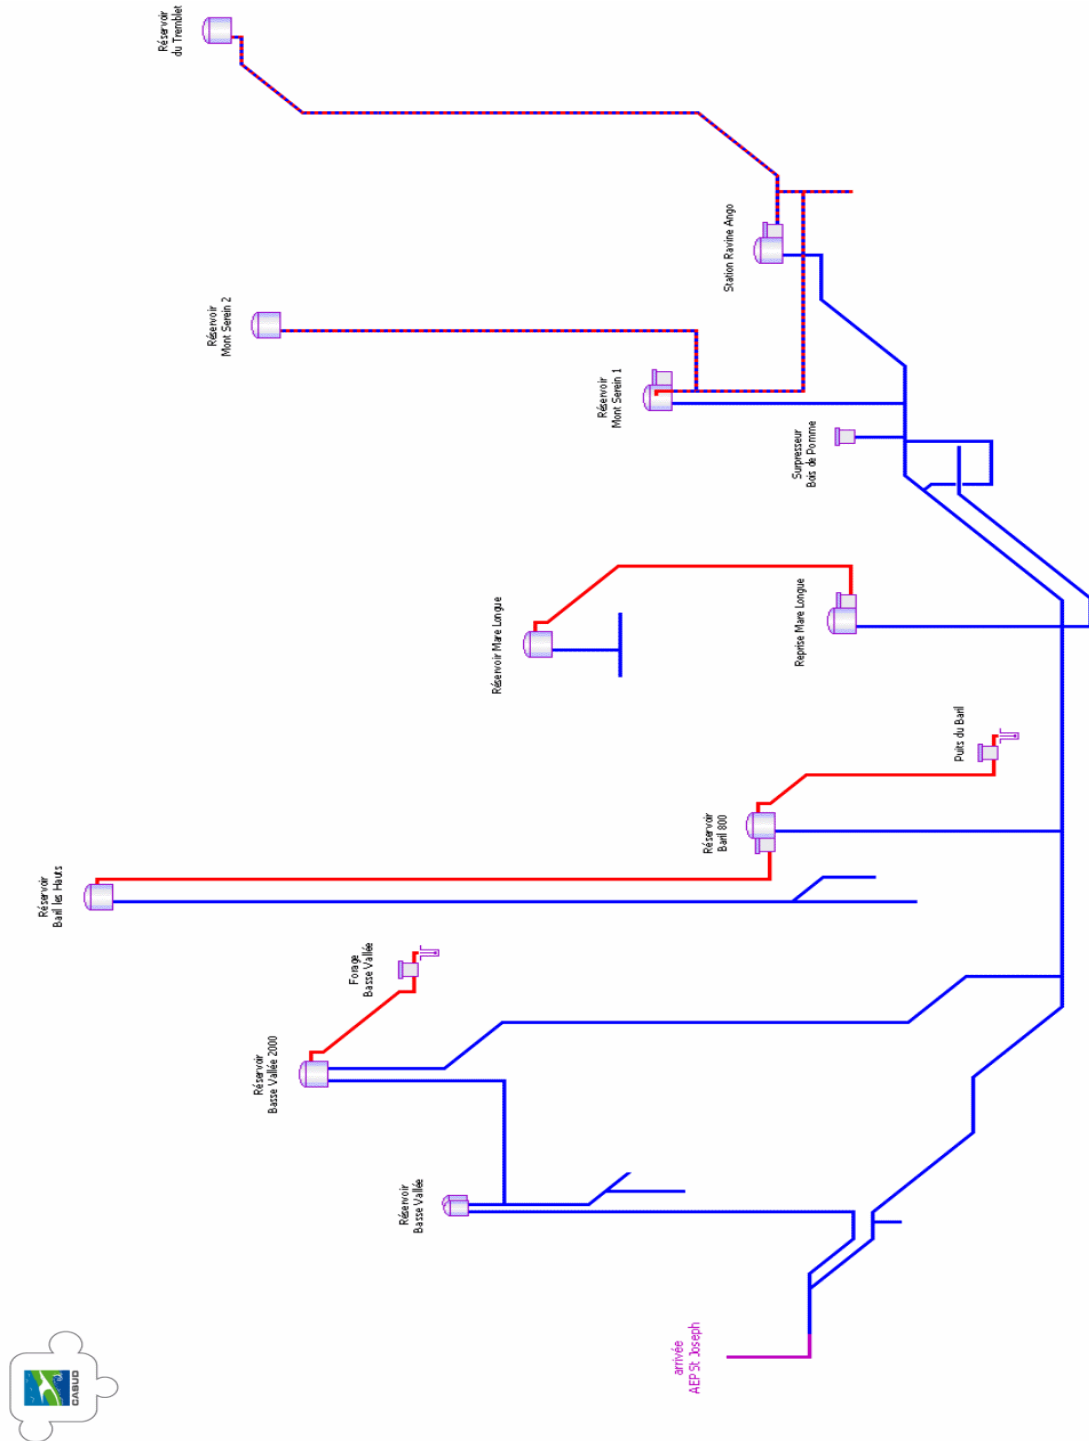 Réservoir
du Tremblet
Station Ravine Ango
Réservoir
Mont Serein 2
Réservoir
Mont Serein 1
Surpresseur
Bois de Pomme
Réservoir Mare Longue
Reprise Mare Longue
Puits du Baril
Réservoir
Baril 800
Réservoir
Baril les Hauts
Forage
Basse Vallée
Réservoir
Basse Vallée 2000
Réservoir
Basse Vallée
arrivée
AEP St Joseph
CASUD